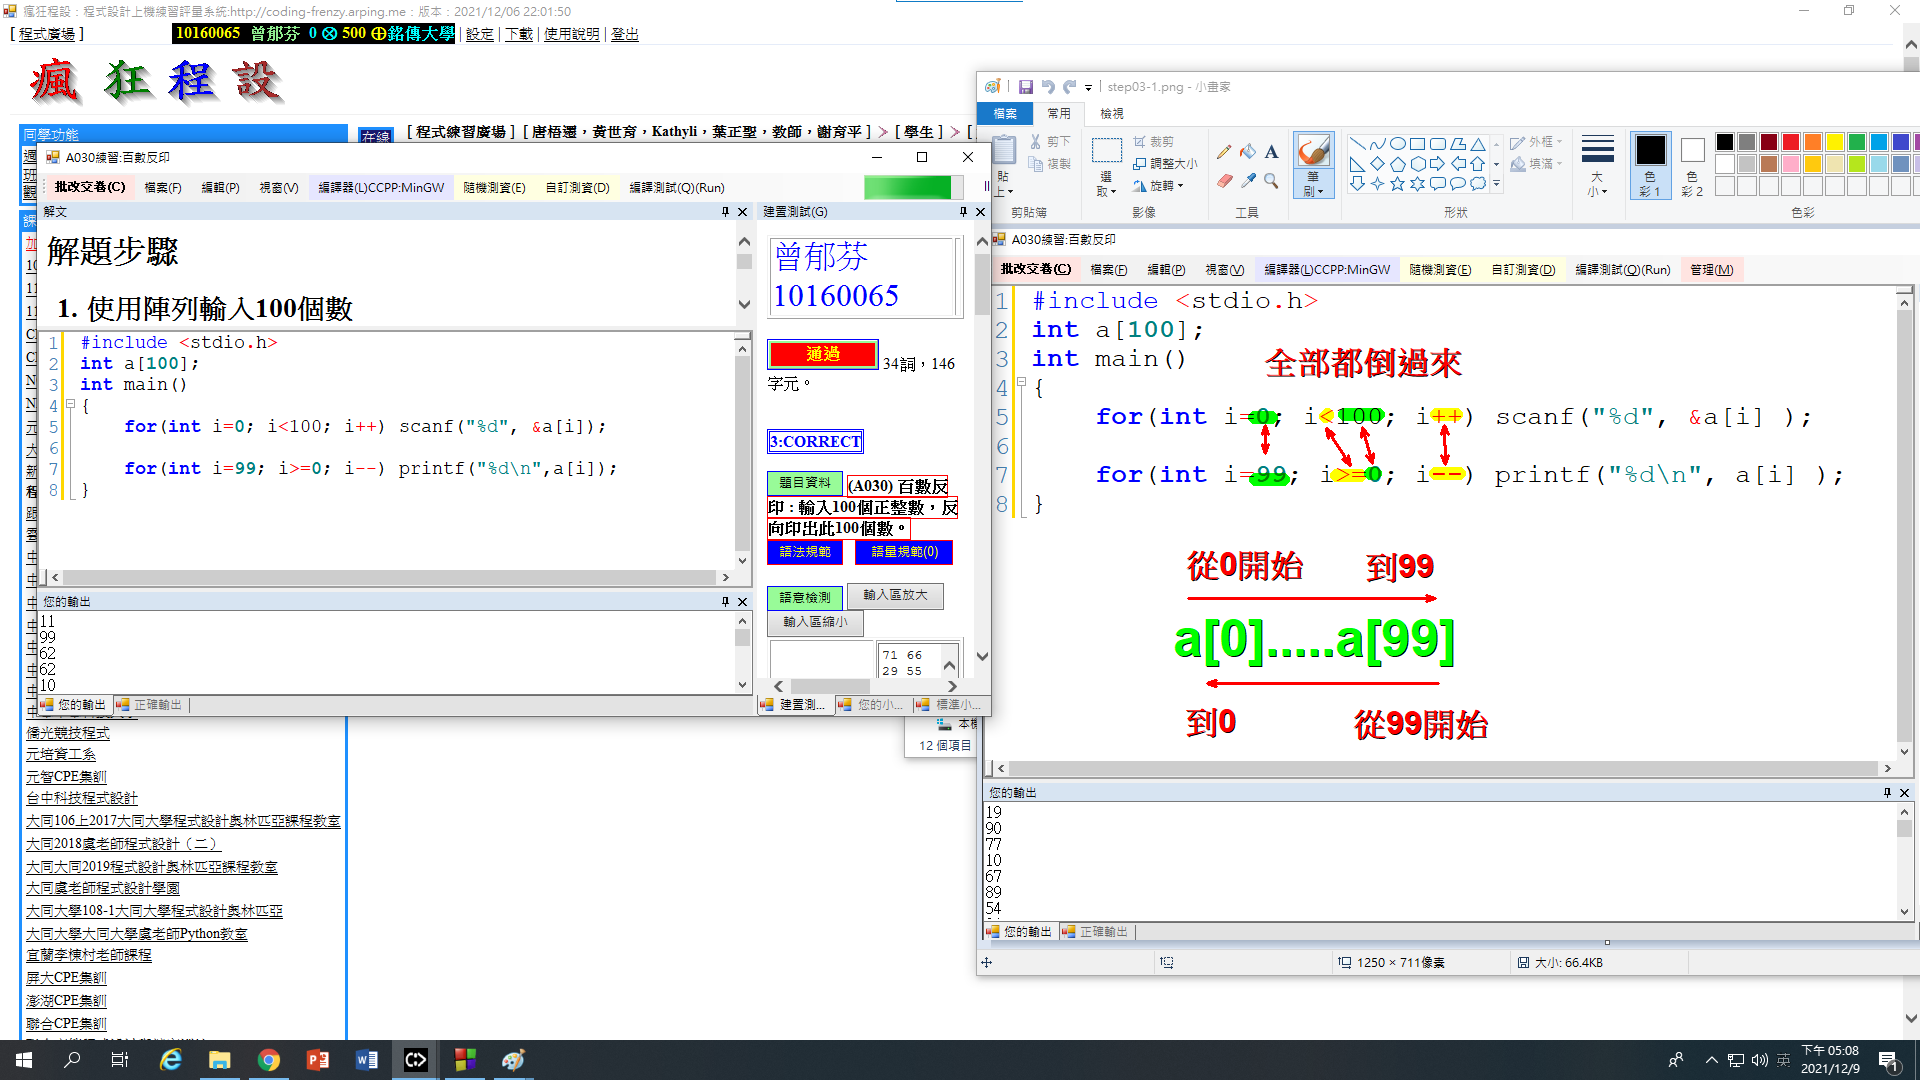 瘋狂程設：程式設計上機練習評量系統:http://coding-frenzy.arping.me：版本：2021/12/06 22:01:50
[ 程式廣場 ] 10160065 曾郁芬 0 ⊗ 500 ⊕銘傳大學 | 設定 | 下載 | 使用說明 | 登出
瘋狂程設
同學功能
在線 [ 程式練習廣場 ] [ 唐梧遷，黃世育，Kathyli，葉正聖，教師，謝育平 ] > [ 學生 ] > [
A030練習:百數反印
批改交卷(C) 檔案(F) 編輯(P) 視窗(V) 編譯器(L)CCPP:MinGW 隨機測資(E) 自訂測資(D) 編譯測試(Q)(Run)
解文
解題步驟
1. 使用陣列輸入100個數
1 #include <stdio.h>
2 int a[100];
3 int main()
4 {
5 for(int i=0; i<100; i++) scanf("%d", &a[i]);
6
7 for(int i=99; i>=0; i--) printf("%d\n",a[i]);
8 }
您的輸出
11
99
62
62
10
您的輸出 正確輸出
建置測試(G)
曾郁芬
10160065
通過 34詞，146
字元。
3:CORRECT
題目資料 (A030) 百數反
印：輸入100個正整數，反
向印出此100個數。
語法規範 語量規範(0)
語意檢測 輸入區放大
輸入區縮小
71 66
29 55
建置測... 您的小... 標準小...
僑光競技程式
元培資工系
元智CPE集訓
台中科技程式設計
大同106上2017大同大學程式設計奧林匹亞課程教室
大同2018虞老師程式設計（二）
大同大同2019程式設計奧林匹亞課程教室
大同虞老師程式設計學園
大同大學108-1大同大學程式設計奧林匹亞
大同大學大同大學虞老師Python教室
宜蘭李棟村老師課程
屏大CPE集訓
澎湖CPE集訓
聯合CPE集訓
12 個項目
step03-1.png - 小畫家
檔案 常用 檢視
貼上 剪下 複製 剪貼簿
選取 裁剪 調整大小 旋轉 影像
工具
筆刷
形狀 外框 填滿
大小
色彩 1 色彩 2 色彩
A030練習:百數反印
批改交卷(C) 檔案(F) 編輯(P) 視窗(V) 編譯器(L)CCPP:MinGW 隨機測資(E) 自訂測資(D) 編譯測試(Q)(Run) 管理(M)
1 #include <stdio.h>
2 int a[100];
3 int main()
全部都倒過來
4 {
5 for(int i=0; i<100; i++) scanf("%d", &a[i] );
6
7 for(int i=99; i>=0; i--) printf("%d\n", a[i] );
8 }
從0開始 到99
a[0].....a[99]
到0 從99開始
您的輸出
19
90
77
10
67
89
54
您的輸出 正確輸出
1250 × 711像素 大小: 66.4KB
英
下午 05:08
2021/12/9
1